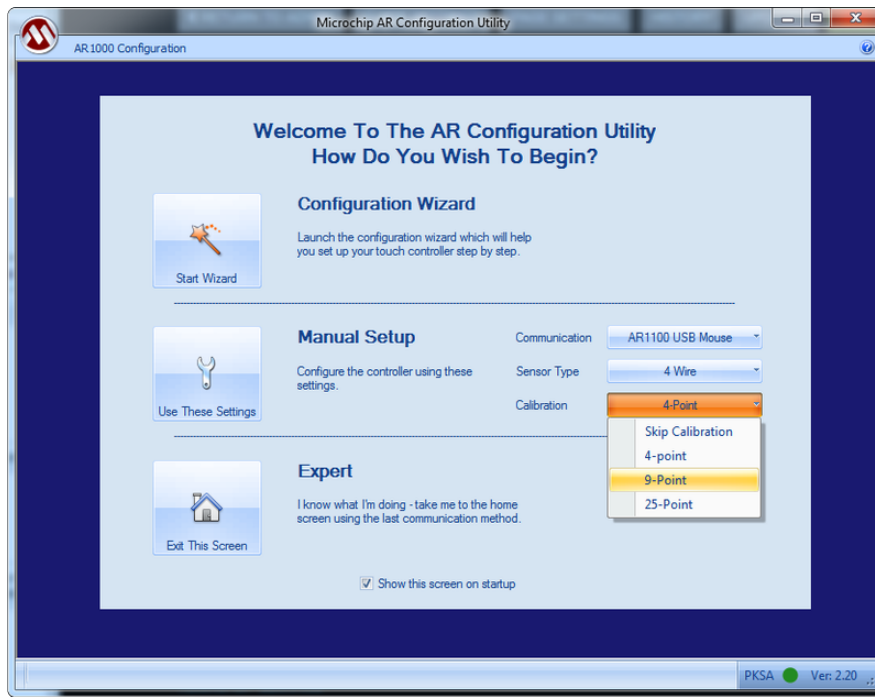 Microchip AR Configuration Utility
AR1000 Configuration
Welcome To The AR Configuration Utility
How Do You Wish To Begin?
Configuration Wizard
Launch the configuration wizard which will help
you set up your touch controller step by step.
Start Wizard
Manual Setup
Configure the controller using these
settings.
Use These Settings
Communication AR1100 USB Mouse
Sensor Type 4 Wire
Calibration 4-Point
Skip Calibration
4-point
9-Point
25-Point
Expert
I know what I'm doing - take me to the home
screen using the last communication method.
Exit This Screen
Show this screen on startup
PKSA Ver: 2.20